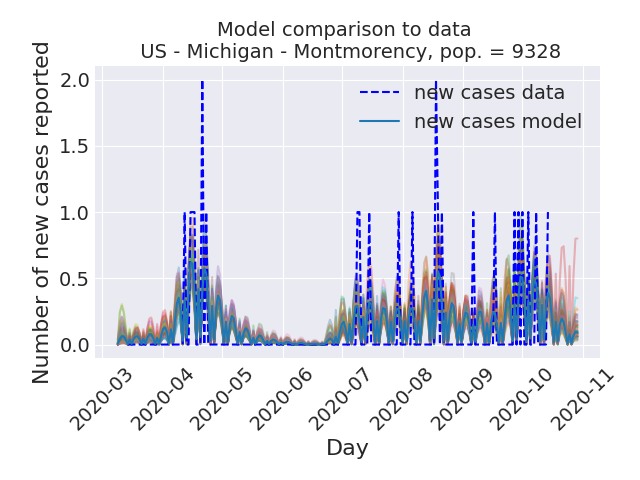 Model comparison to data
US - Michigan - Montmorency, pop. = 9328
Number of new cases reported
2.0
1.5
1.0
0.5
0.0
new cases data
new cases model
2020-03
2020-04
2020-05
2020-06
2020-07
2020-08
2020-09
2020-10
2020-11
Day